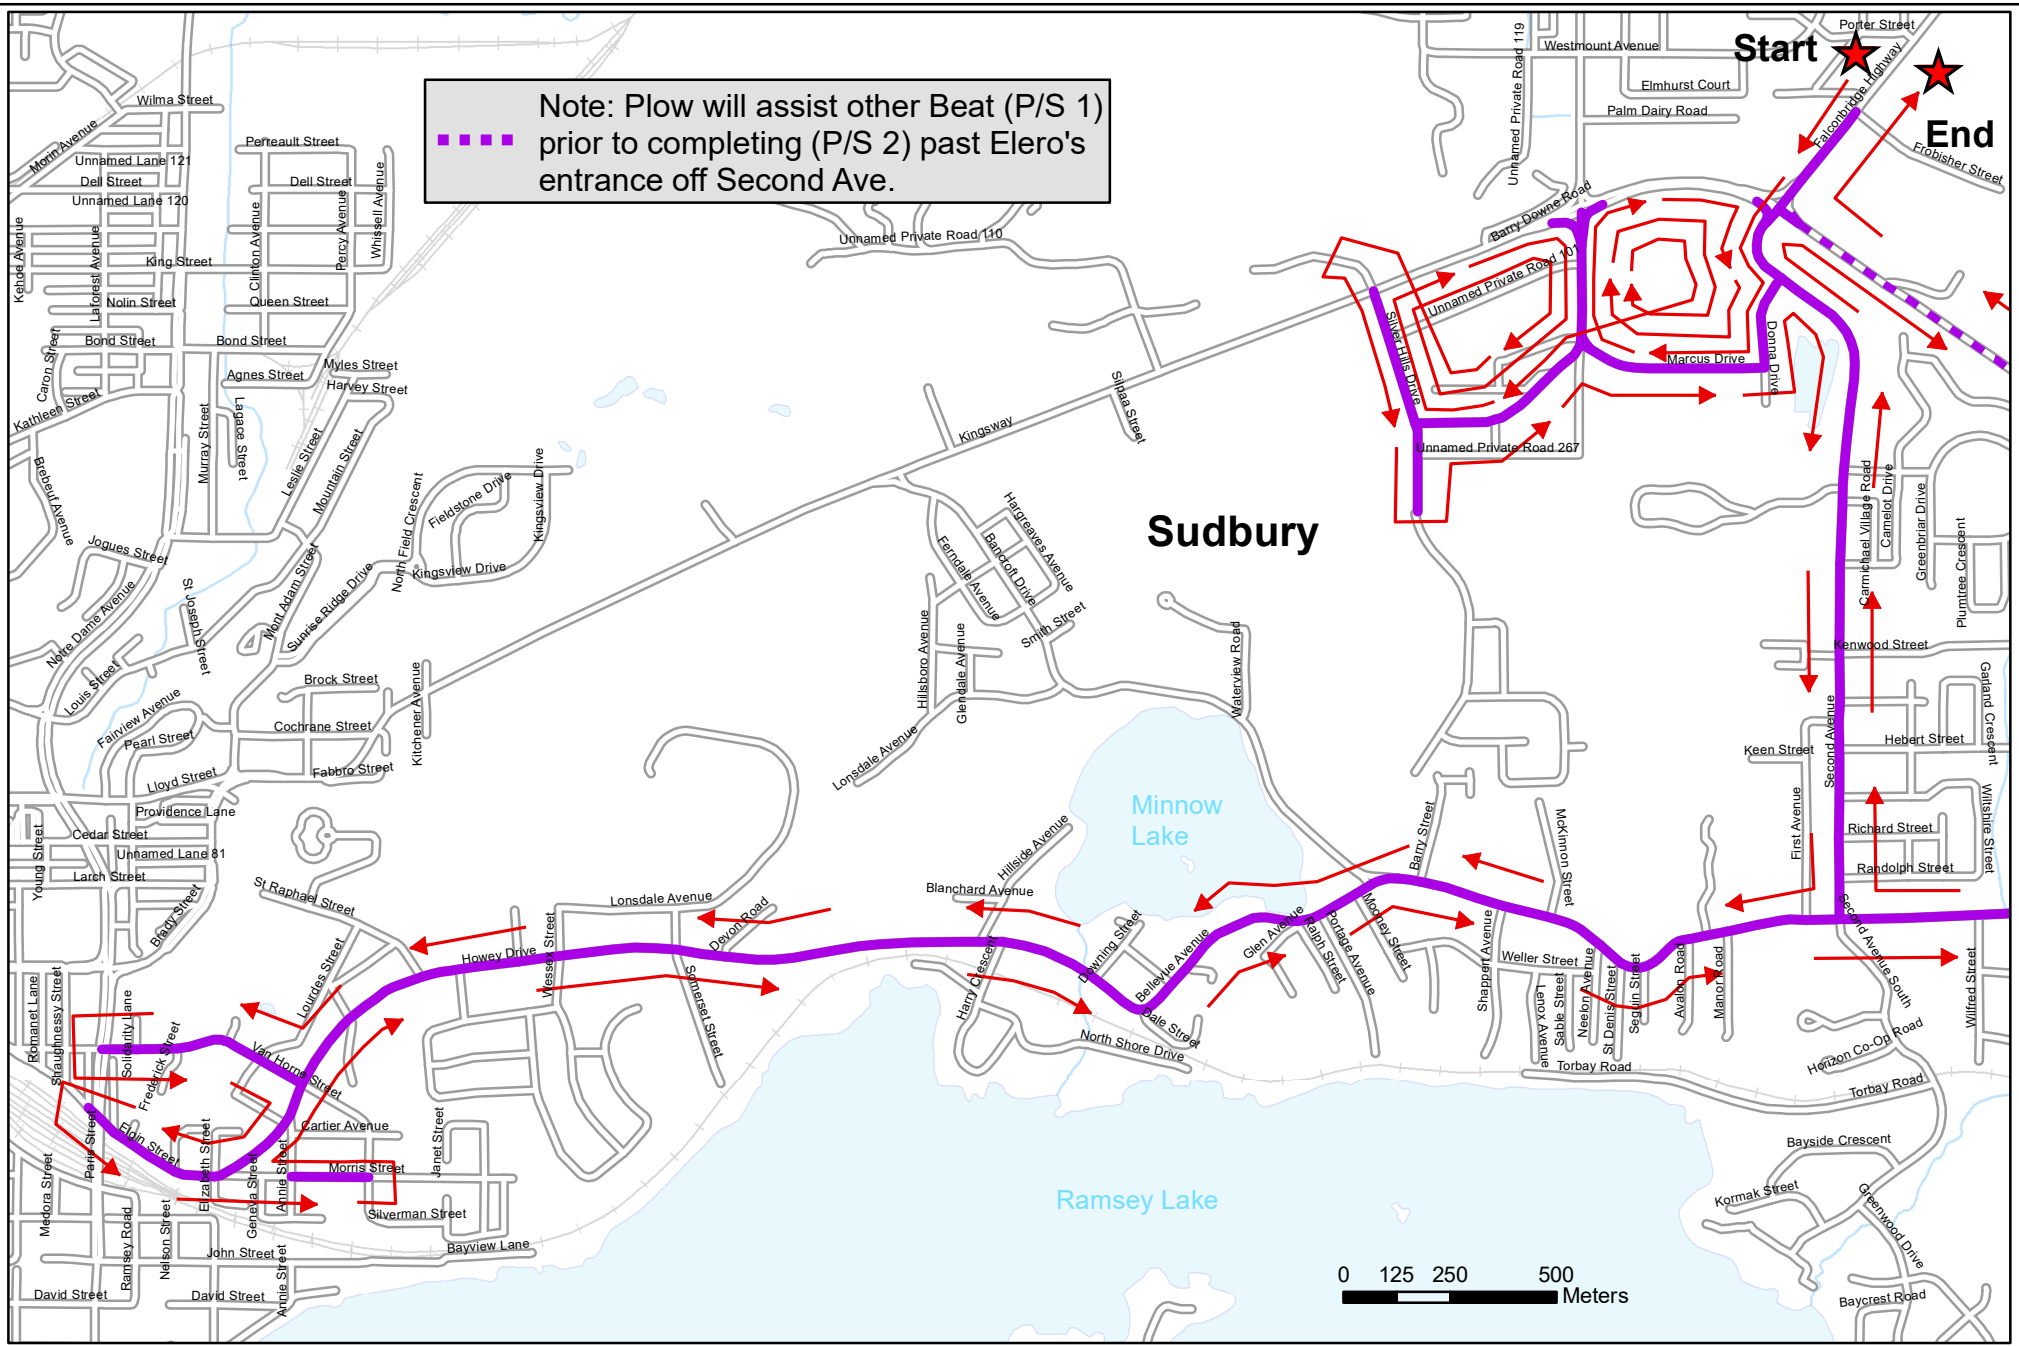 Porter Street
Start
Westmount Avenue
Unnamed Private Road 119
Elmhurst Court
Falconbridge Highway
End
Palm Dairy Road
Frobisher Street
Note: Plow will assist other Beat (P/S 1)
prior to completing (P/S 2) past Elero's
entrance off Second Ave.
Wilma Street
Morin Avenue
Perreault Street
Unnamed Lane 121
Dell Street
Dell Street
Unnamed Lane 120
Whissell Avenue
Percy Avenue
Clinton Avenue
Kehoe Avenue
Laforest Avenue
King Street
Nolin Street
Queen Street
Bond Street
Bond Street
Caron Street
Myles Street
Agnes Street
Harvey Street
Kathleen Street
Murray Street
Lagace Street
Leslie Street
Mountain Street
Brebeuf Avenue
Jogues Street
Unnamed Private Road 110
Barry Downe Road
Unnamed Private Road 101
Silver Hills Drive
Marcus Drive
Donna Drive
Unnamed Private Road 267
Kingsway
Silpaa Street
Sudbury
North Field Crescent
Fieldstone Drive
Kingsview Drive
Kingsview Drive
Hargreaves Avenue
Bancroft Drive
Ferndale Avenue
Smith Street
Carmichael Village Road
Camelot Drive
Greenbriar Drive
Plumtree Crescent
Mont Adam Street
Sunrise Ridge Drive
St Joseph Street
Notre Dame Avenue
Louis Street
Fairview Avenue
Pearl Street
Brock Street
Cochrane Street
Kitchener Avenue
Lloyd Street
Fabbro Street
Hillsboro Avenue
Glendale Avenue
Lonsdale Avenue
Waterview Road
Kenwood Street
Garland Crescent
Second Avenue
Keen Street
Hebert Street
First Avenue
Wiltshire Street
Richard Street
Randolph Street
Minnow
Lake
Providence Lane
Cedar Street
Unnamed Lane 81
Larch Street
Young Street
Brady Street
St Raphael Street
Lourdes Street
Howey Drive
Wessex Street
Lonsdale Avenue
Devon Road
Somerset Street
Blanchard Avenue
Hillside Avenue
Harry Crescent
Downing Street
Bellevue Avenue
Dale Street
North Shore Drive
Glen Avenue
Ralph Street
Portage Avenue
Mooney Street
Barry Street
McKinnon Street
Shappert Avenue
Weller Street
Lenox Avenue
Sable Street
Neelon Avenue
St Denis Street
Seguin Street
Avalon Road
Manor Road
Second Avenue South
Wilfred Street
Horizon Co-Op Road
Torbay Road
Torbay Road
Romanet Lane
Shaughnessy Street
Solidarity Lane
Frederick Street
Van Horne Street
Paris Street
Elgin Street
Elizabeth Street
Geneva Street
Annie Street
Cartier Avenue
Morris Street
Janet Street
Silverman Street
Bayview Lane
Medora Street
Ramsey Road
Nelson Street
John Street
Annie Street
David Street
David Street
Ramsey Lake
Bayside Crescent
Kormak Street
Greenwood Drive
Baycrest Road
0 125 250 500
Meters